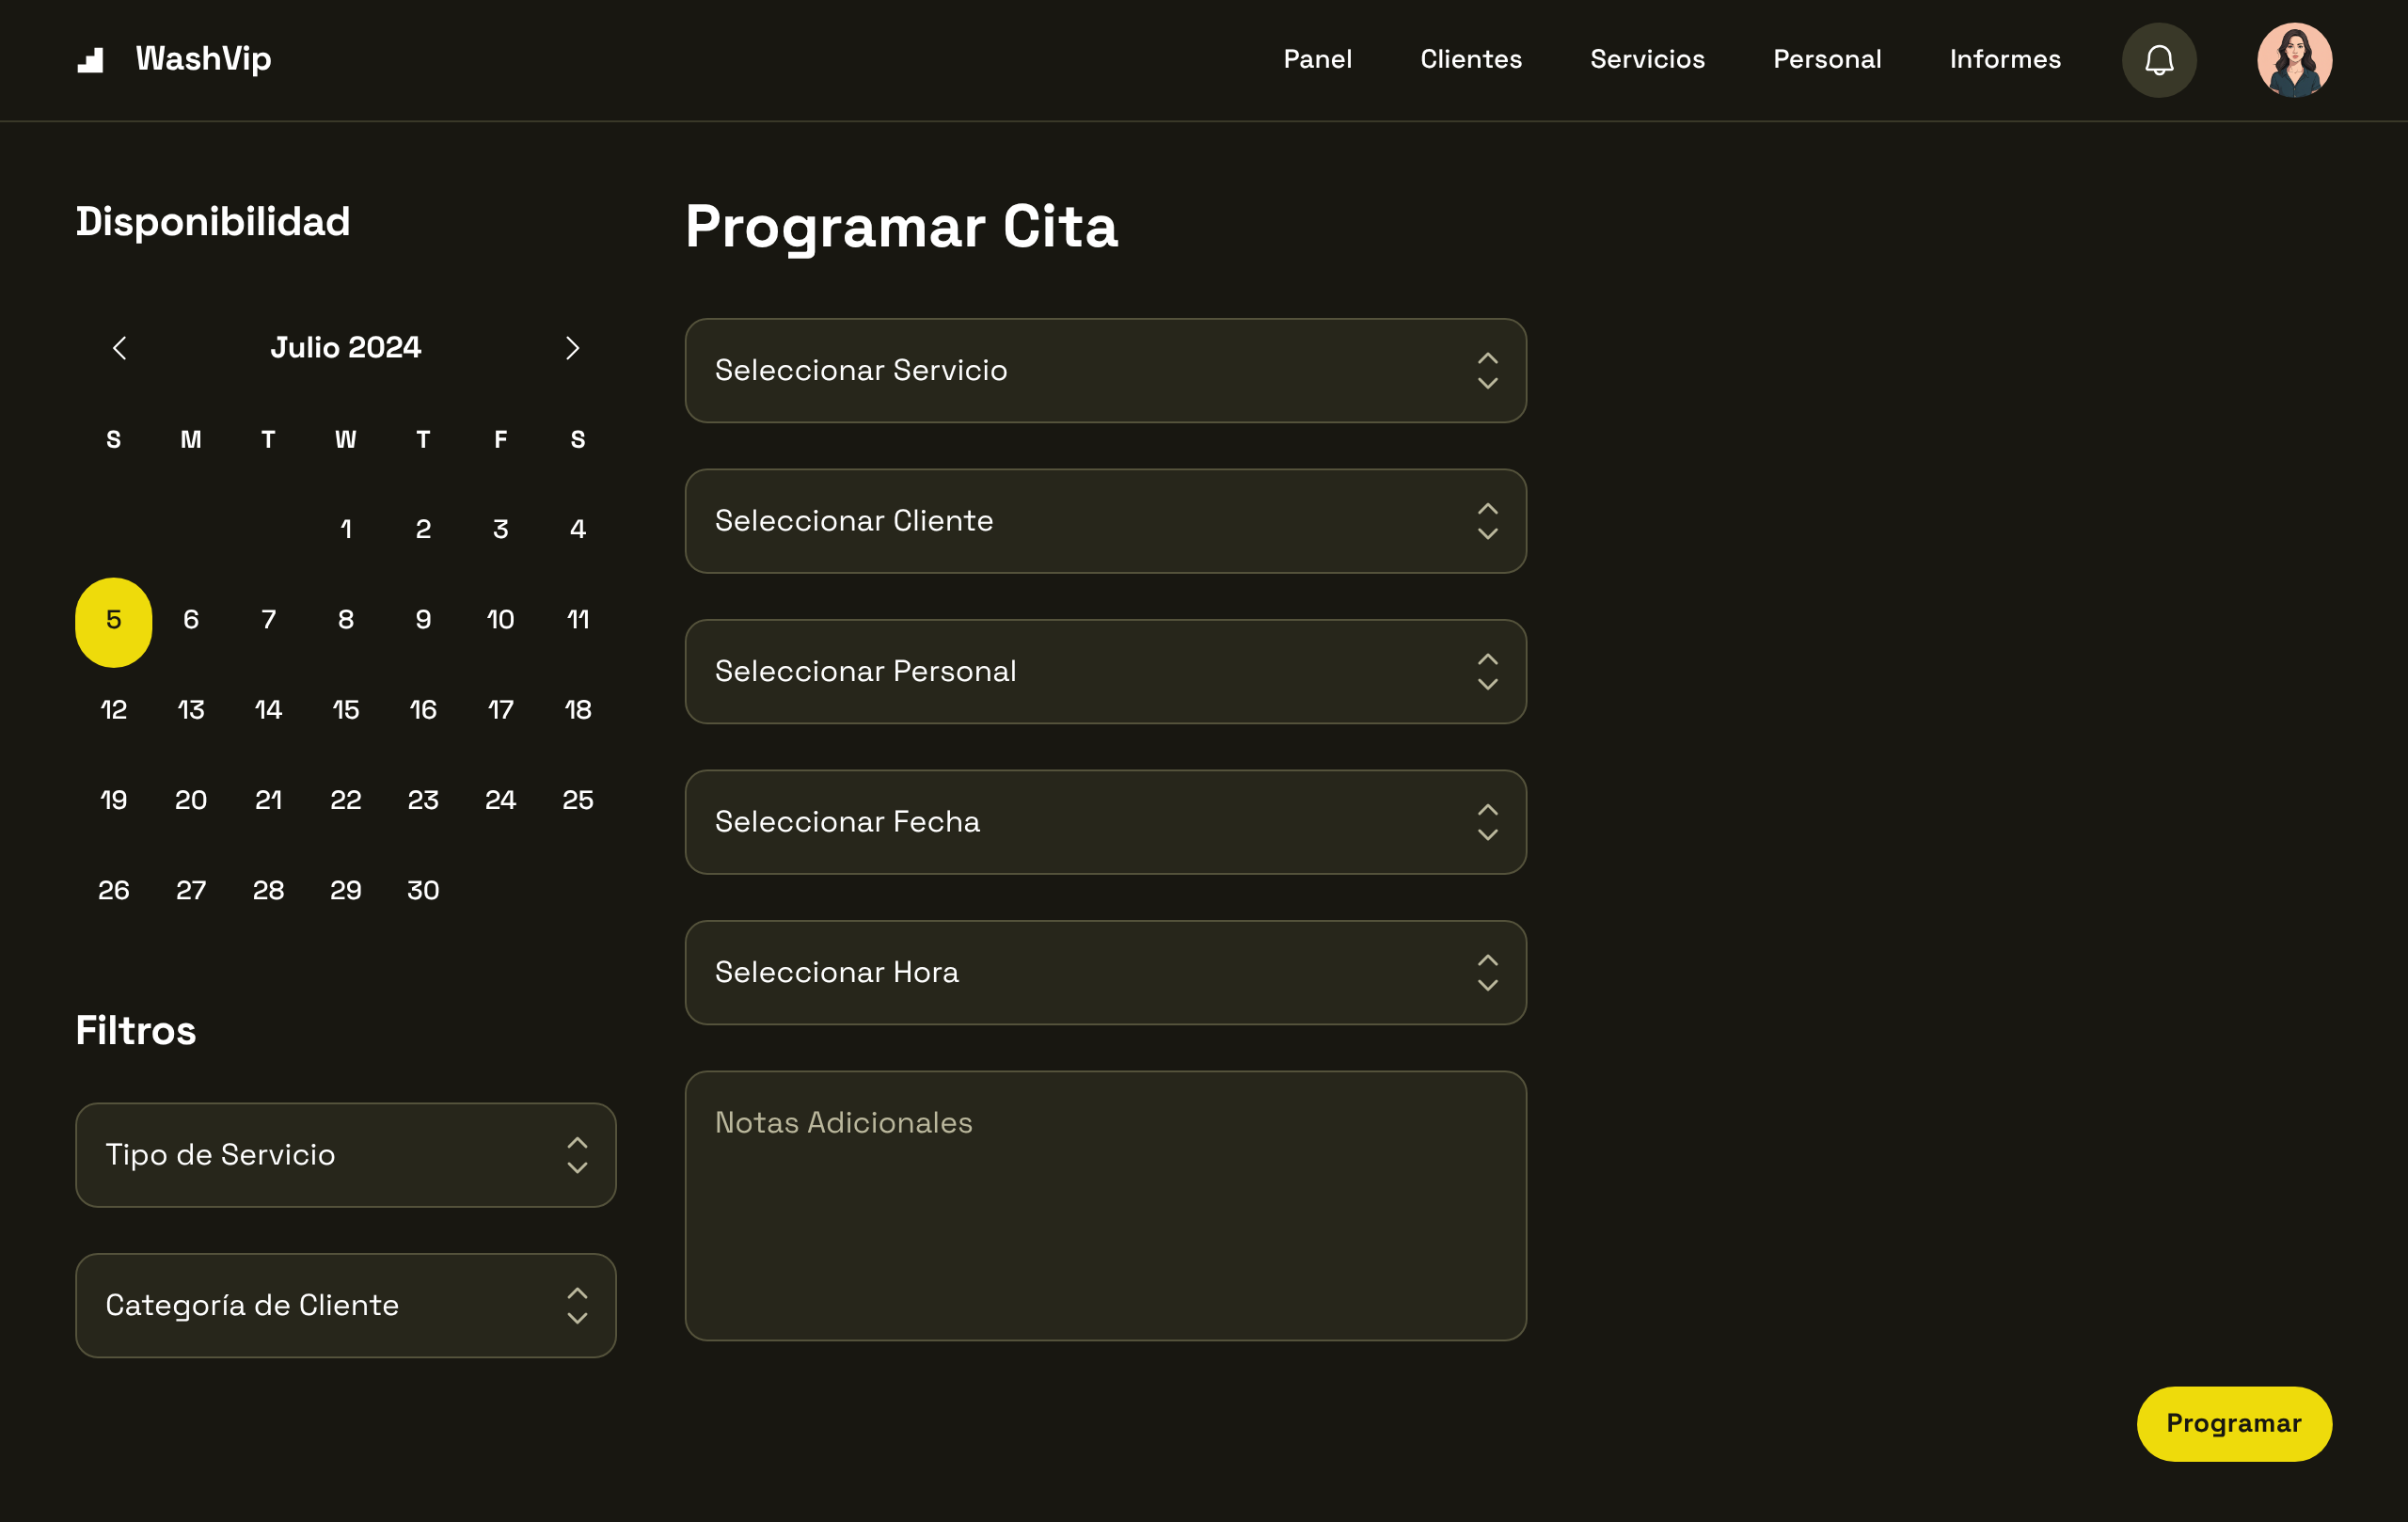 WashVip
Panel Clientes Servicios Personal Informes
Disponibilidad
Julio 2024
S M T W T F S
1 2 3 4
5 6 7 8 9 10 11
12 13 14 15 16 17 18
19 20 21 22 23 24 25
26 27 28 29 30
Filtros
Tipo de Servicio
Categoría de Cliente
Programar Cita
Seleccionar Servicio
Seleccionar Cliente
Seleccionar Personal
Seleccionar Fecha
Seleccionar Hora
Notas Adicionales
Programar